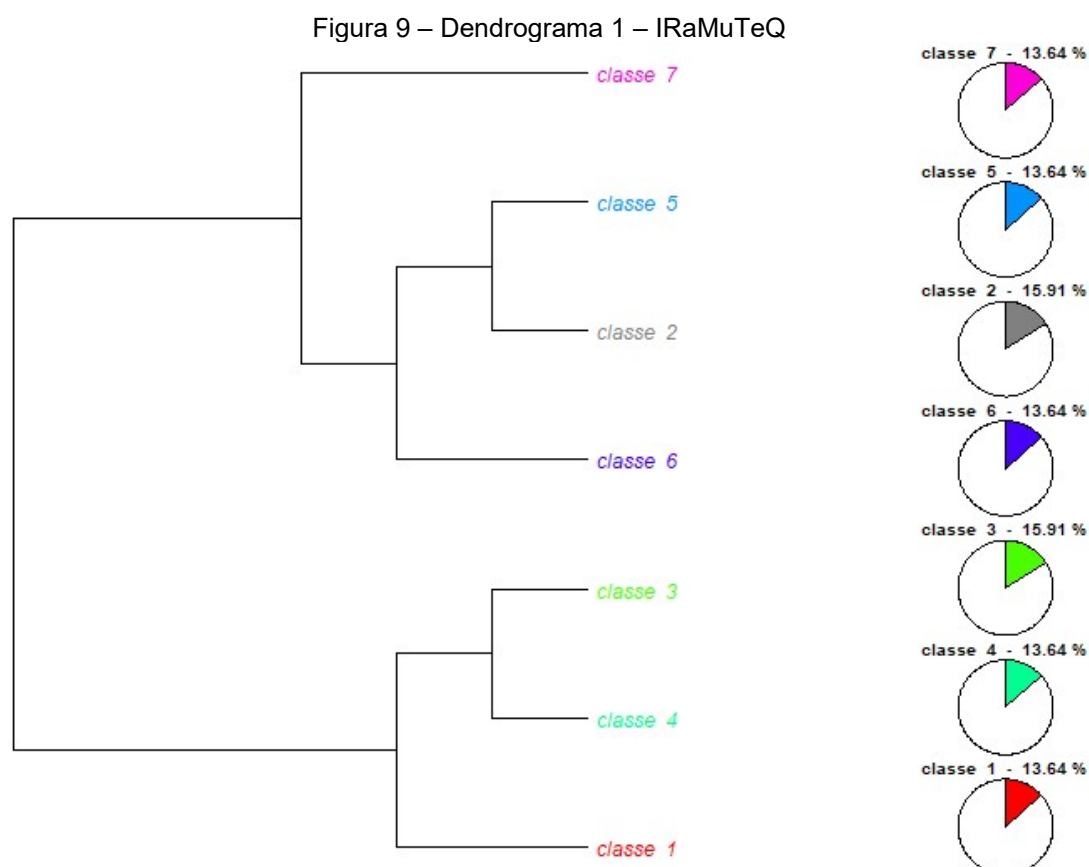 Figura 9 – Dendrograma 1 – IRaMuTeQ
classe 7
classe 5
classe 2
classe 6
classe 3
classe 4
classe 1
classe 7 - 13.64 %
classe 5 - 13.64 %
classe 2 - 15.91 %
classe 6 - 13.64 %
classe 3 - 15.91 %
classe 4 - 13.64 %
classe 1 - 13.64 %